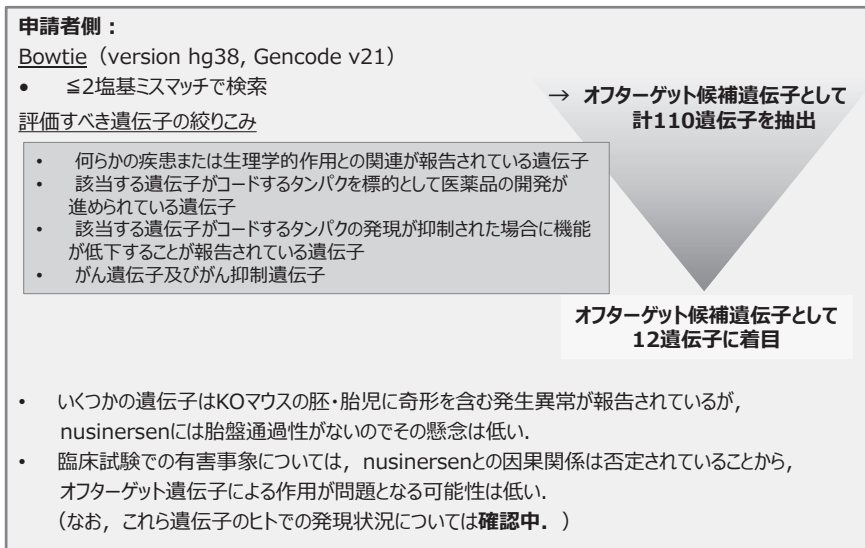 申請者側：
Bowtie（version hg38, Gencode v21）
• ≦2塩基ミスマッチで検索
→ オフターゲット候補遺伝子として
計110遺伝子を抽出
評価すべき遺伝子の絞りこみ
• 何らかの疾患または生理学的作用との関連が報告されている遺伝子
• 該当する遺伝子がコードするタンパクを標的として医薬品の開発が
進められている遺伝子
• 該当する遺伝子がコードするタンパクの発現が抑制された場合に機能
が低下することが報告されている遺伝子
• がん遺伝子及びがん抑制遺伝子
オフターゲット候補遺伝子として
12遺伝子に着目
• いくつかの遺伝子はKOマウスの胚・胎児に奇形を含む発生異常が報告されているが，
nusinersenには胎盤通過性がないのでその懸念は低い．
• 臨床試験での有害事象については，nusinersenとの因果関係は否定されていることから，
オフターゲット遺伝子による作用が問題となる可能性は低い．
（なお，これら遺伝子のヒトでの発現状況については確認中．）